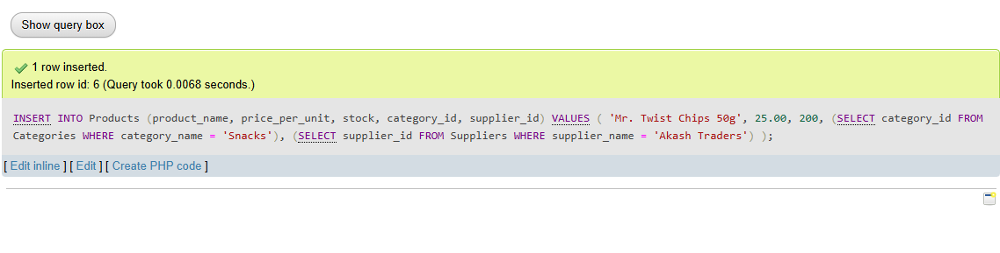 Show query box
1 row inserted.
Inserted row id: 6 (Query took 0.0068 seconds.)
INSERT INTO Products (product_name, price_per_unit, stock, category_id, supplier_id) VALUES ( 'Mr. Twist Chips 50g', 25.00, 200, (SELECT category_id FROM
Categories WHERE category_name = 'Snacks'), (SELECT supplier_id FROM Suppliers WHERE supplier_name = 'Akash Traders') );
[ Edit inline ] [ Edit ] [ Create PHP code ]